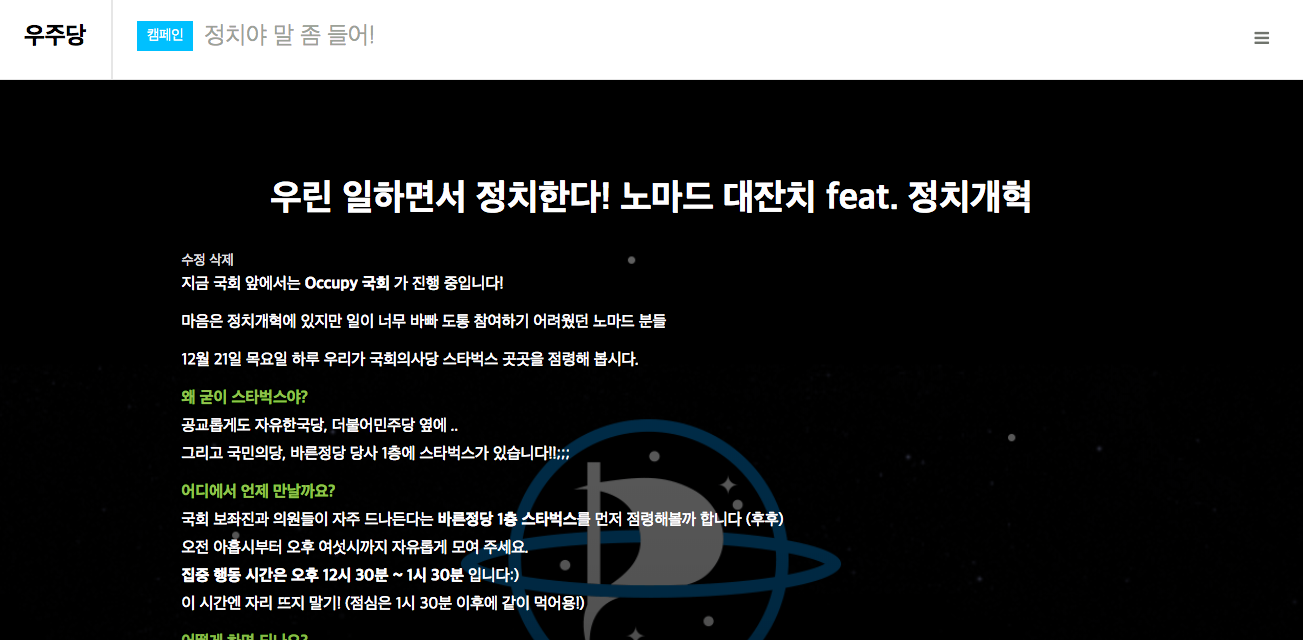 우주당
캠페인 정치야 말 좀 들어!
우린 일하면서 정치한다! 노마드 대잔치 feat. 정치개혁
수정 삭제
지금 국회 앞에서는 Occupy 국회 가 진행 중입니다!
마음은 정치개혁에 있지만 일이 너무 바빠 도통 참여하기 어려웠던 노마드 분들
12월 21일 목요일 하루 우리가 국회의사당 스타벅스 곳곳을 점령해 봅시다.
왜 굳이 스타벅스야?
공교롭게도 자유한국당, 더불어민주당 옆에 ..
그리고 국민의당, 바른정당 당사 1층에 스타벅스가 있습니다!!;;;
어디에서 언제 만날까요?
국회 보좌진과 의원들이 자주 드나든다는 바른정당 1층 스타벅스를 먼저 점령해볼까 합니다 (후후)
오전 아홉시부터 오후 여섯시까지 자유롭게 모여 주세요.
집중 행동 시간은 오후 12시 30분 ~ 1시 30분 입니다:)
이 시간엔 자리 뜨지 말기! (점심은 1시 30분 이후에 같이 먹어용!)
어떻게 하면 되나요?